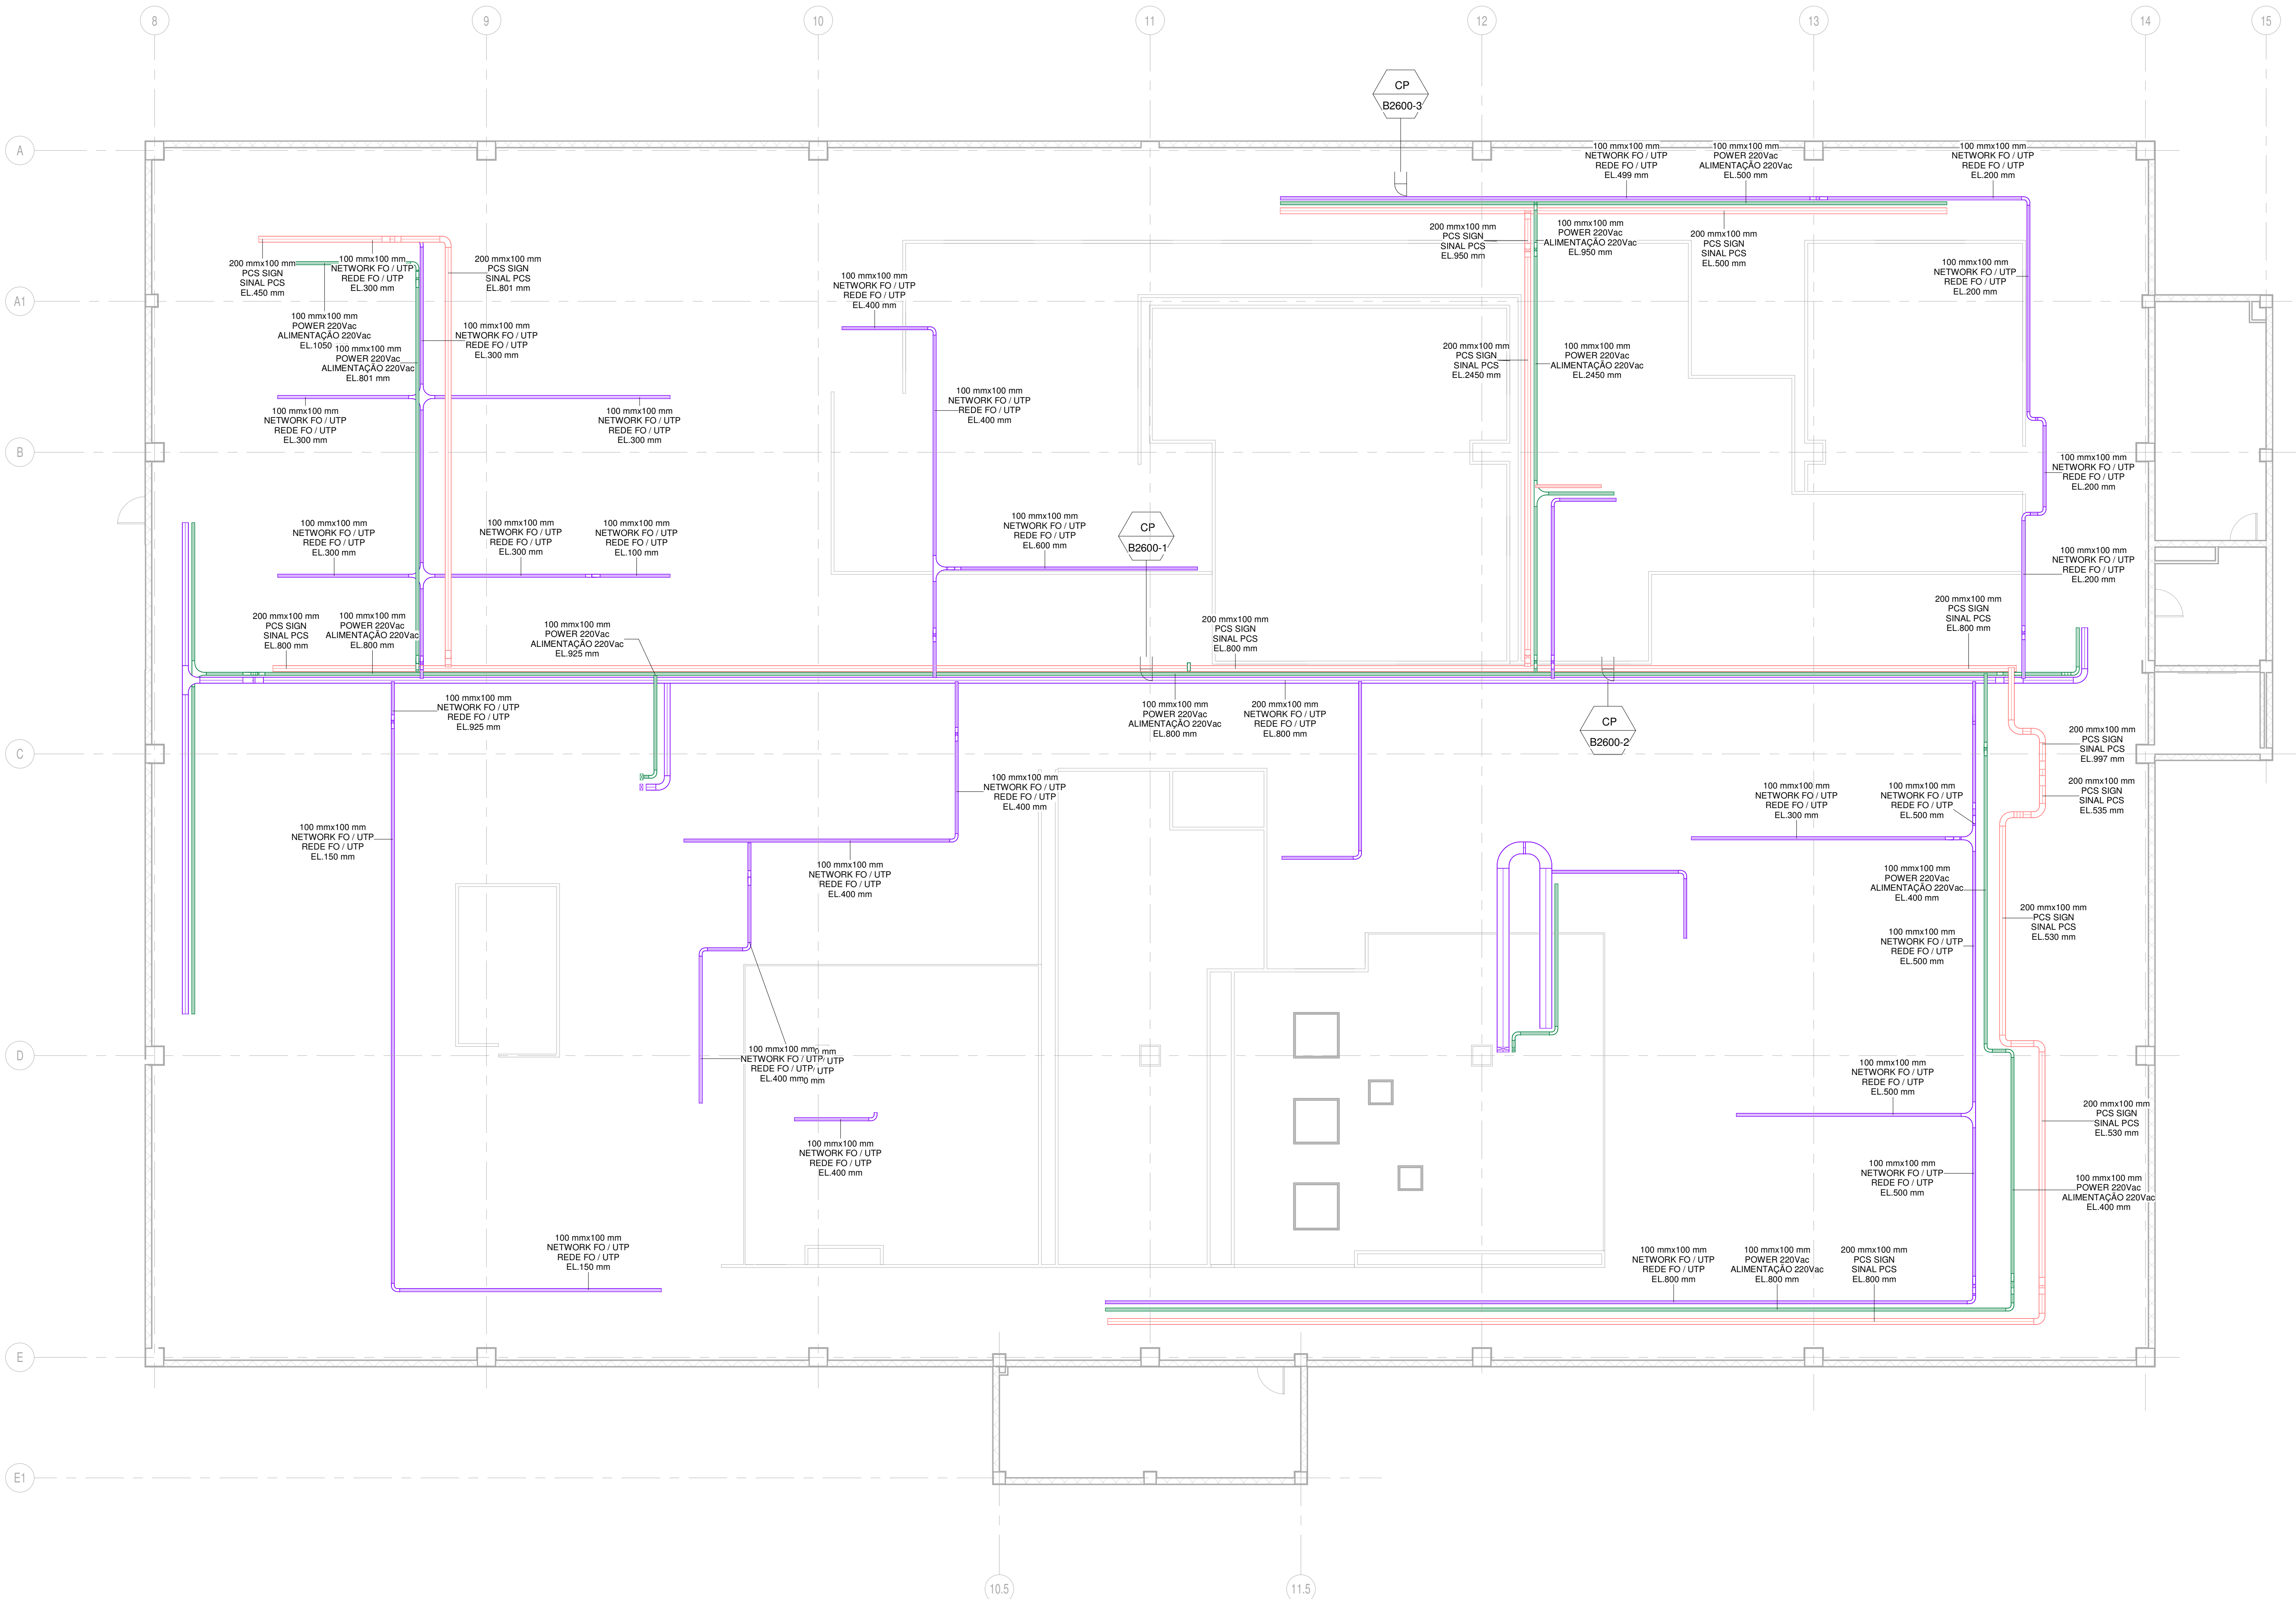 8
9
10
11
12
13
14
15
CP
B2600-3
A
100 mmx100 mm
NETWORK FO / UTP
REDE FO / UTP
EL.499 mm
100 mmx100 mm
POWER 220Vac
ALIMENTAÇÃO 220Vac
EL.500 mm
100 mmx100 mm
NETWORK FO / UTP
REDE FO / UTP
EL.200 mm
200 mmx100 mm
PCS SIGN
SINAL PCS
EL.450 mm
100 mmx100 mm
NETWORK FO / UTP
REDE FO / UTP
EL.300 mm
200 mmx100 mm
PCS SIGN
SINAL PCS
EL.801 mm
200 mmx100 mm
PCS SIGN
SINAL PCS
EL.950 mm
100 mmx100 mm
POWER 220Vac
ALIMENTAÇÃO 220Vac
EL.950 mm
200 mmx100 mm
PCS SIGN
SINAL PCS
EL.500 mm
100 mmx100 mm
NETWORK FO / UTP
REDE FO / UTP
EL.200 mm
A1
100 mmx100 mm
NETWORK FO / UTP
REDE FO / UTP
EL.400 mm
100 mmx100 mm
POWER 220Vac
ALIMENTAÇÃO 220Vac
EL.1050
100 mmx100 mm
POWER 220Vac
ALIMENTAÇÃO 220Vac
EL.801 mm
100 mmx100 mm
NETWORK FO / UTP
REDE FO / UTP
EL.300 mm
200 mmx100 mm
PCS SIGN
SINAL PCS
EL.2450 mm
100 mmx100 mm
POWER 220Vac
ALIMENTAÇÃO 220Vac
EL.2450 mm
100 mmx100 mm
NETWORK FO / UTP
REDE FO / UTP
EL.400 mm
100 mmx100 mm
NETWORK FO / UTP
REDE FO / UTP
EL.300 mm
100 mmx100 mm
NETWORK FO / UTP
REDE FO / UTP
EL.300 mm
B
100 mmx100 mm
NETWORK FO / UTP
REDE FO / UTP
EL.200 mm
100 mmx100 mm
NETWORK FO / UTP
REDE FO / UTP
EL.300 mm
100 mmx100 mm
NETWORK FO / UTP
REDE FO / UTP
EL.300 mm
100 mmx100 mm
NETWORK FO / UTP
REDE FO / UTP
EL.100 mm
100 mmx100 mm
NETWORK FO / UTP
REDE FO / UTP
EL.600 mm
CP
B2600-1
100 mmx100 mm
NETWORK FO / UTP
REDE FO / UTP
EL.200 mm
200 mmx100 mm
PCS SIGN
SINAL PCS
EL.800 mm
100 mmx100 mm
POWER 220Vac
ALIMENTAÇÃO 220Vac
EL.800 mm
100 mmx100 mm
POWER 220Vac
ALIMENTAÇÃO 220Vac
EL.925 mm
200 mmx100 mm
PCS SIGN
SINAL PCS
EL.800 mm
200 mmx100 mm
PCS SIGN
SINAL PCS
EL.800 mm
100 mmx100 mm
NETWORK FO / UTP
REDE FO / UTP
EL.925 mm
100 mmx100 mm
POWER 220Vac
ALIMENTAÇÃO 220Vac
EL.800 mm
200 mmx100 mm
NETWORK FO / UTP
REDE FO / UTP
EL.800 mm
CP
B2600-2
200 mmx100 mm
PCS SIGN
SINAL PCS
EL.997 mm
C
100 mmx100 mm
NETWORK FO / UTP
REDE FO / UTP
EL.400 mm
100 mmx100 mm
NETWORK FO / UTP
REDE FO / UTP
EL.300 mm
100 mmx100 mm
NETWORK FO / UTP
REDE FO / UTP
EL.500 mm
200 mmx100 mm
PCS SIGN
SINAL PCS
EL.535 mm
100 mmx100 mm
NETWORK FO / UTP
REDE FO / UTP
EL.150 mm
100 mmx100 mm
NETWORK FO / UTP
REDE FO / UTP
EL.400 mm
100 mmx100 mm
POWER 220Vac
ALIMENTAÇÃO 220Vac
EL.400 mm
200 mmx100 mm
PCS SIGN
SINAL PCS
EL.530 mm
100 mmx100 mm
NETWORK FO / UTP
REDE FO / UTP
EL.500 mm
D
100 mmx100 mm
NETWORK FO / UTP
REDE FO / UTP
EL.400 mm
0 mm
UTP
UTP
0 mm
100 mmx100 mm
NETWORK FO / UTP
REDE FO / UTP
EL.500 mm
200 mmx100 mm
PCS SIGN
SINAL PCS
EL.530 mm
100 mmx100 mm
NETWORK FO / UTP
REDE FO / UTP
EL.400 mm
100 mmx100 mm
NETWORK FO / UTP
REDE FO / UTP
EL.500 mm
100 mmx100 mm
POWER 220Vac
ALIMENTAÇÃO 220Vac
EL.400 mm
100 mmx100 mm
NETWORK FO / UTP
REDE FO / UTP
EL.150 mm
100 mmx100 mm
NETWORK FO / UTP
REDE FO / UTP
EL.800 mm
100 mmx100 mm
POWER 220Vac
ALIMENTAÇÃO 220Vac
EL.800 mm
200 mmx100 mm
PCS SIGN
SINAL PCS
EL.800 mm
E
E1
10.5
11.5